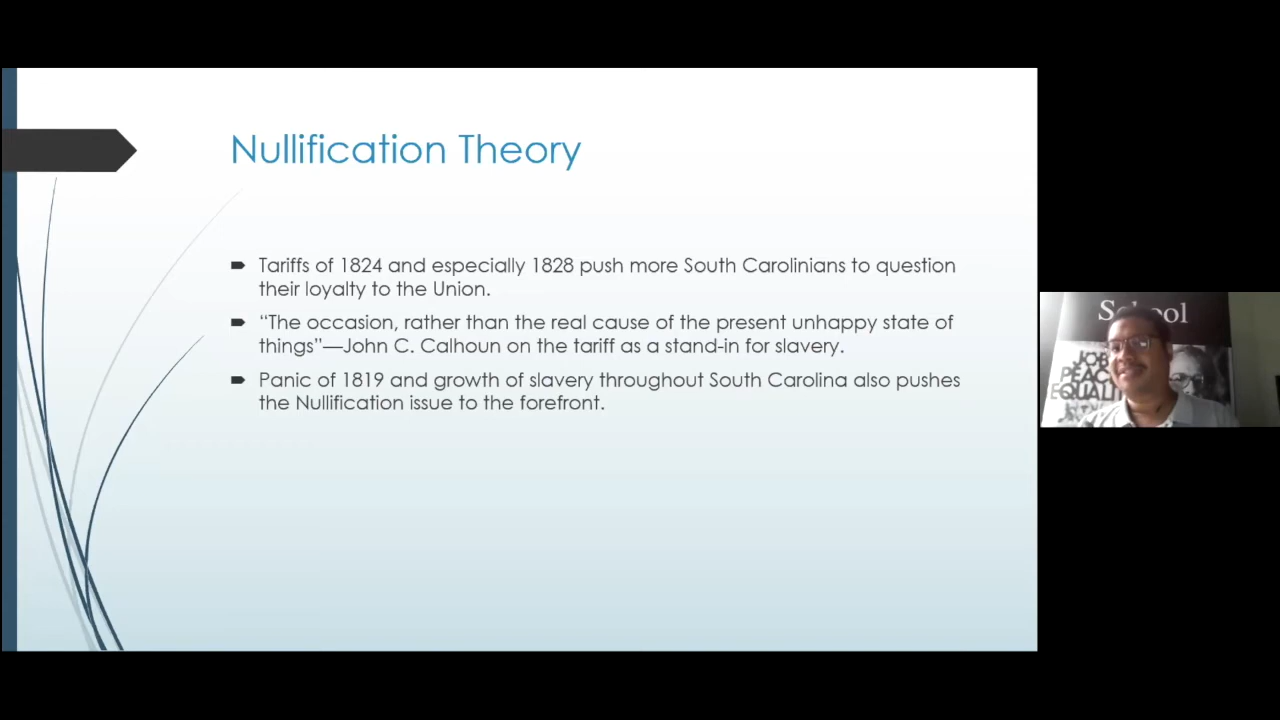 Nullification Theory
Tariffs of 1824 and especially 1828 push more South Carolinians to question
their loyalty to the Union.
“The occasion, rather than the real cause of the present unhappy state of
things”—John C. Calhoun on the tariff as a stand-in for slavery.
Panic of 1819 and growth of slavery throughout South Carolina also pushes
the Nullification issue to the forefront.
School
JOB
PEAC
EQUALIT